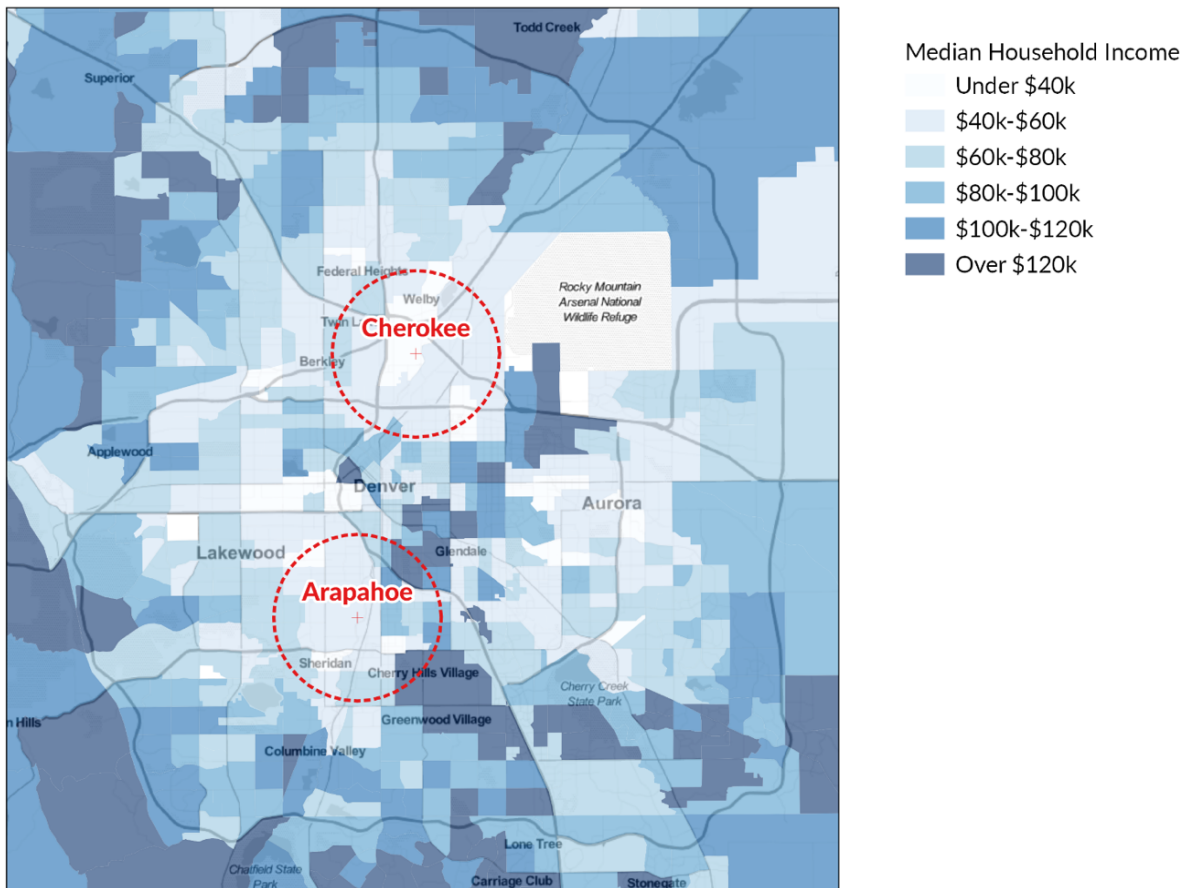 Todd Creek
Superior
Federal Heights
Welby
Cherokee
Berkley
Rocky Mountain
Arsenal National
Wildlife Refuge
Applewood
Denver
Aurora
Lakewood
Glendale
Arapahoe
Sheridan
Cherry Hills Village
Cherry Creek
State Park
n Hills
Greenwood Village
Columbine Valley
Lone Tree
Chatfield State
Park
Carriage Club
Stonegate
Median Household Income
Under $40k
$40k-$60k
$60k-$80k
$80k-$100k
$100k-$120k
Over $120k